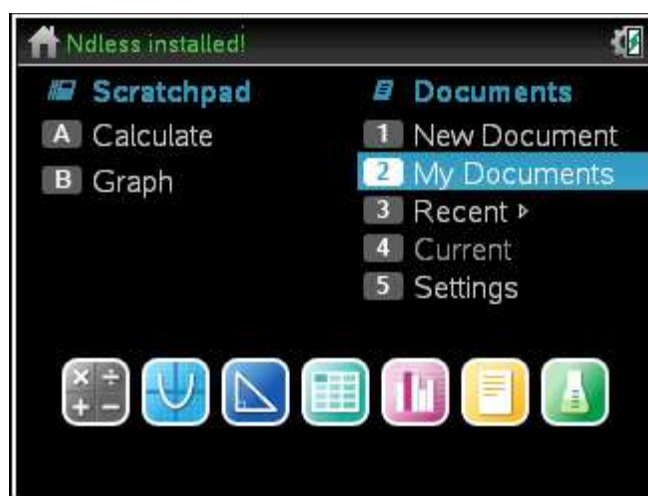 Ndless installed!
Scratchpad
A Calculate
B Graph
Documents
1 New Document
2 My Documents
3 Recent ▹
4 Current
5 Settings